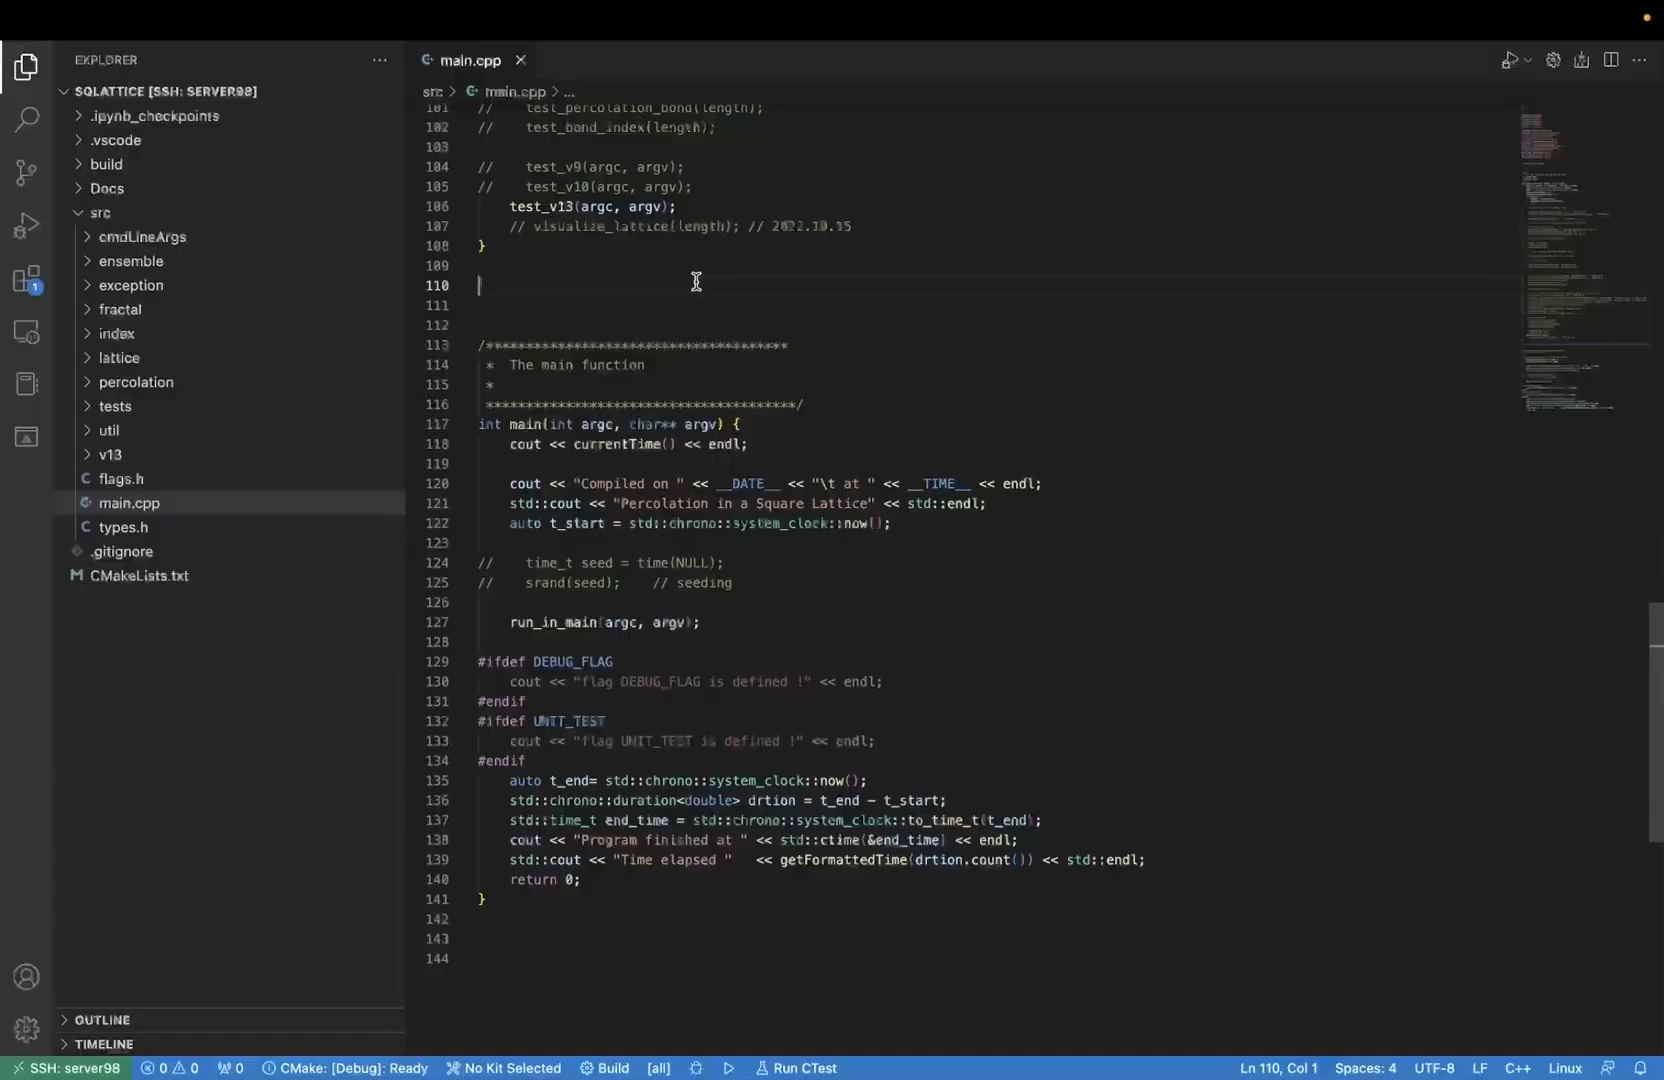 EXPLORER
SQLATTICE [SSH: SERVER98]
.ipynb_checkpoints
.vscode
build
Docs
src
cmdLineArgs
ensemble
exception
fractal
index
lattice
percolation
tests
util
v13
flags.h
main.cpp
types.h
.gitignore
CMakeLists.txt
OUTLINE
TIMELINE
1
main.cpp
src > main.cpp > ...
101 // test_percolation_bond(length);
102 // test_bond_index(length);
103
104 // test_v9(argc, argv);
105 // test_v10(argc, argv);
106 test_v13(argc, argv);
107 // visualize_lattice(length); // 2022.10.15
108 }
109
110
111
112
113 /***************************************
114 * The main function
115 *
116 ***************************************/
117 int main(int argc, char** argv) {
118 cout << currentTime() << endl;
119
120 cout << "Compiled on " << __DATE__ << "\t at " << __TIME__ << endl;
121 std::cout << "Percolation in a Square Lattice" << std::endl;
122 auto t_start = std::chrono::system_clock::now();
123
124 // time_t seed = time(NULL);
125 // srand(seed); // seeding
126
127 run_in_main(argc, argv);
128
129 #ifdef DEBUG_FLAG
130 cout << "flag DEBUG_FLAG is defined !" << endl;
131 #endif
132 #ifdef UNIT_TEST
133 cout << "flag UNIT_TEST is defined !" << endl;
134 #endif
135 auto t_end= std::chrono::system_clock::now();
136 std::chrono::duration<double> drtion = t_end - t_start;
137 std::time_t end_time = std::chrono::system_clock::to_time_t(t_end);
138 cout << "Program finished at " << std::ctime(&end_time) << endl;
139 std::cout << "Time elapsed " << getFormattedTime(drtion.count()) << std::endl;
140 return 0;
141 }
142
143
144
SSH: server98 0 0 0 CMake: [Debug]: Ready No Kit Selected Build [all] Run CTest Ln 110, Col 1 Spaces: 4 UTF-8 LF C++ Linux